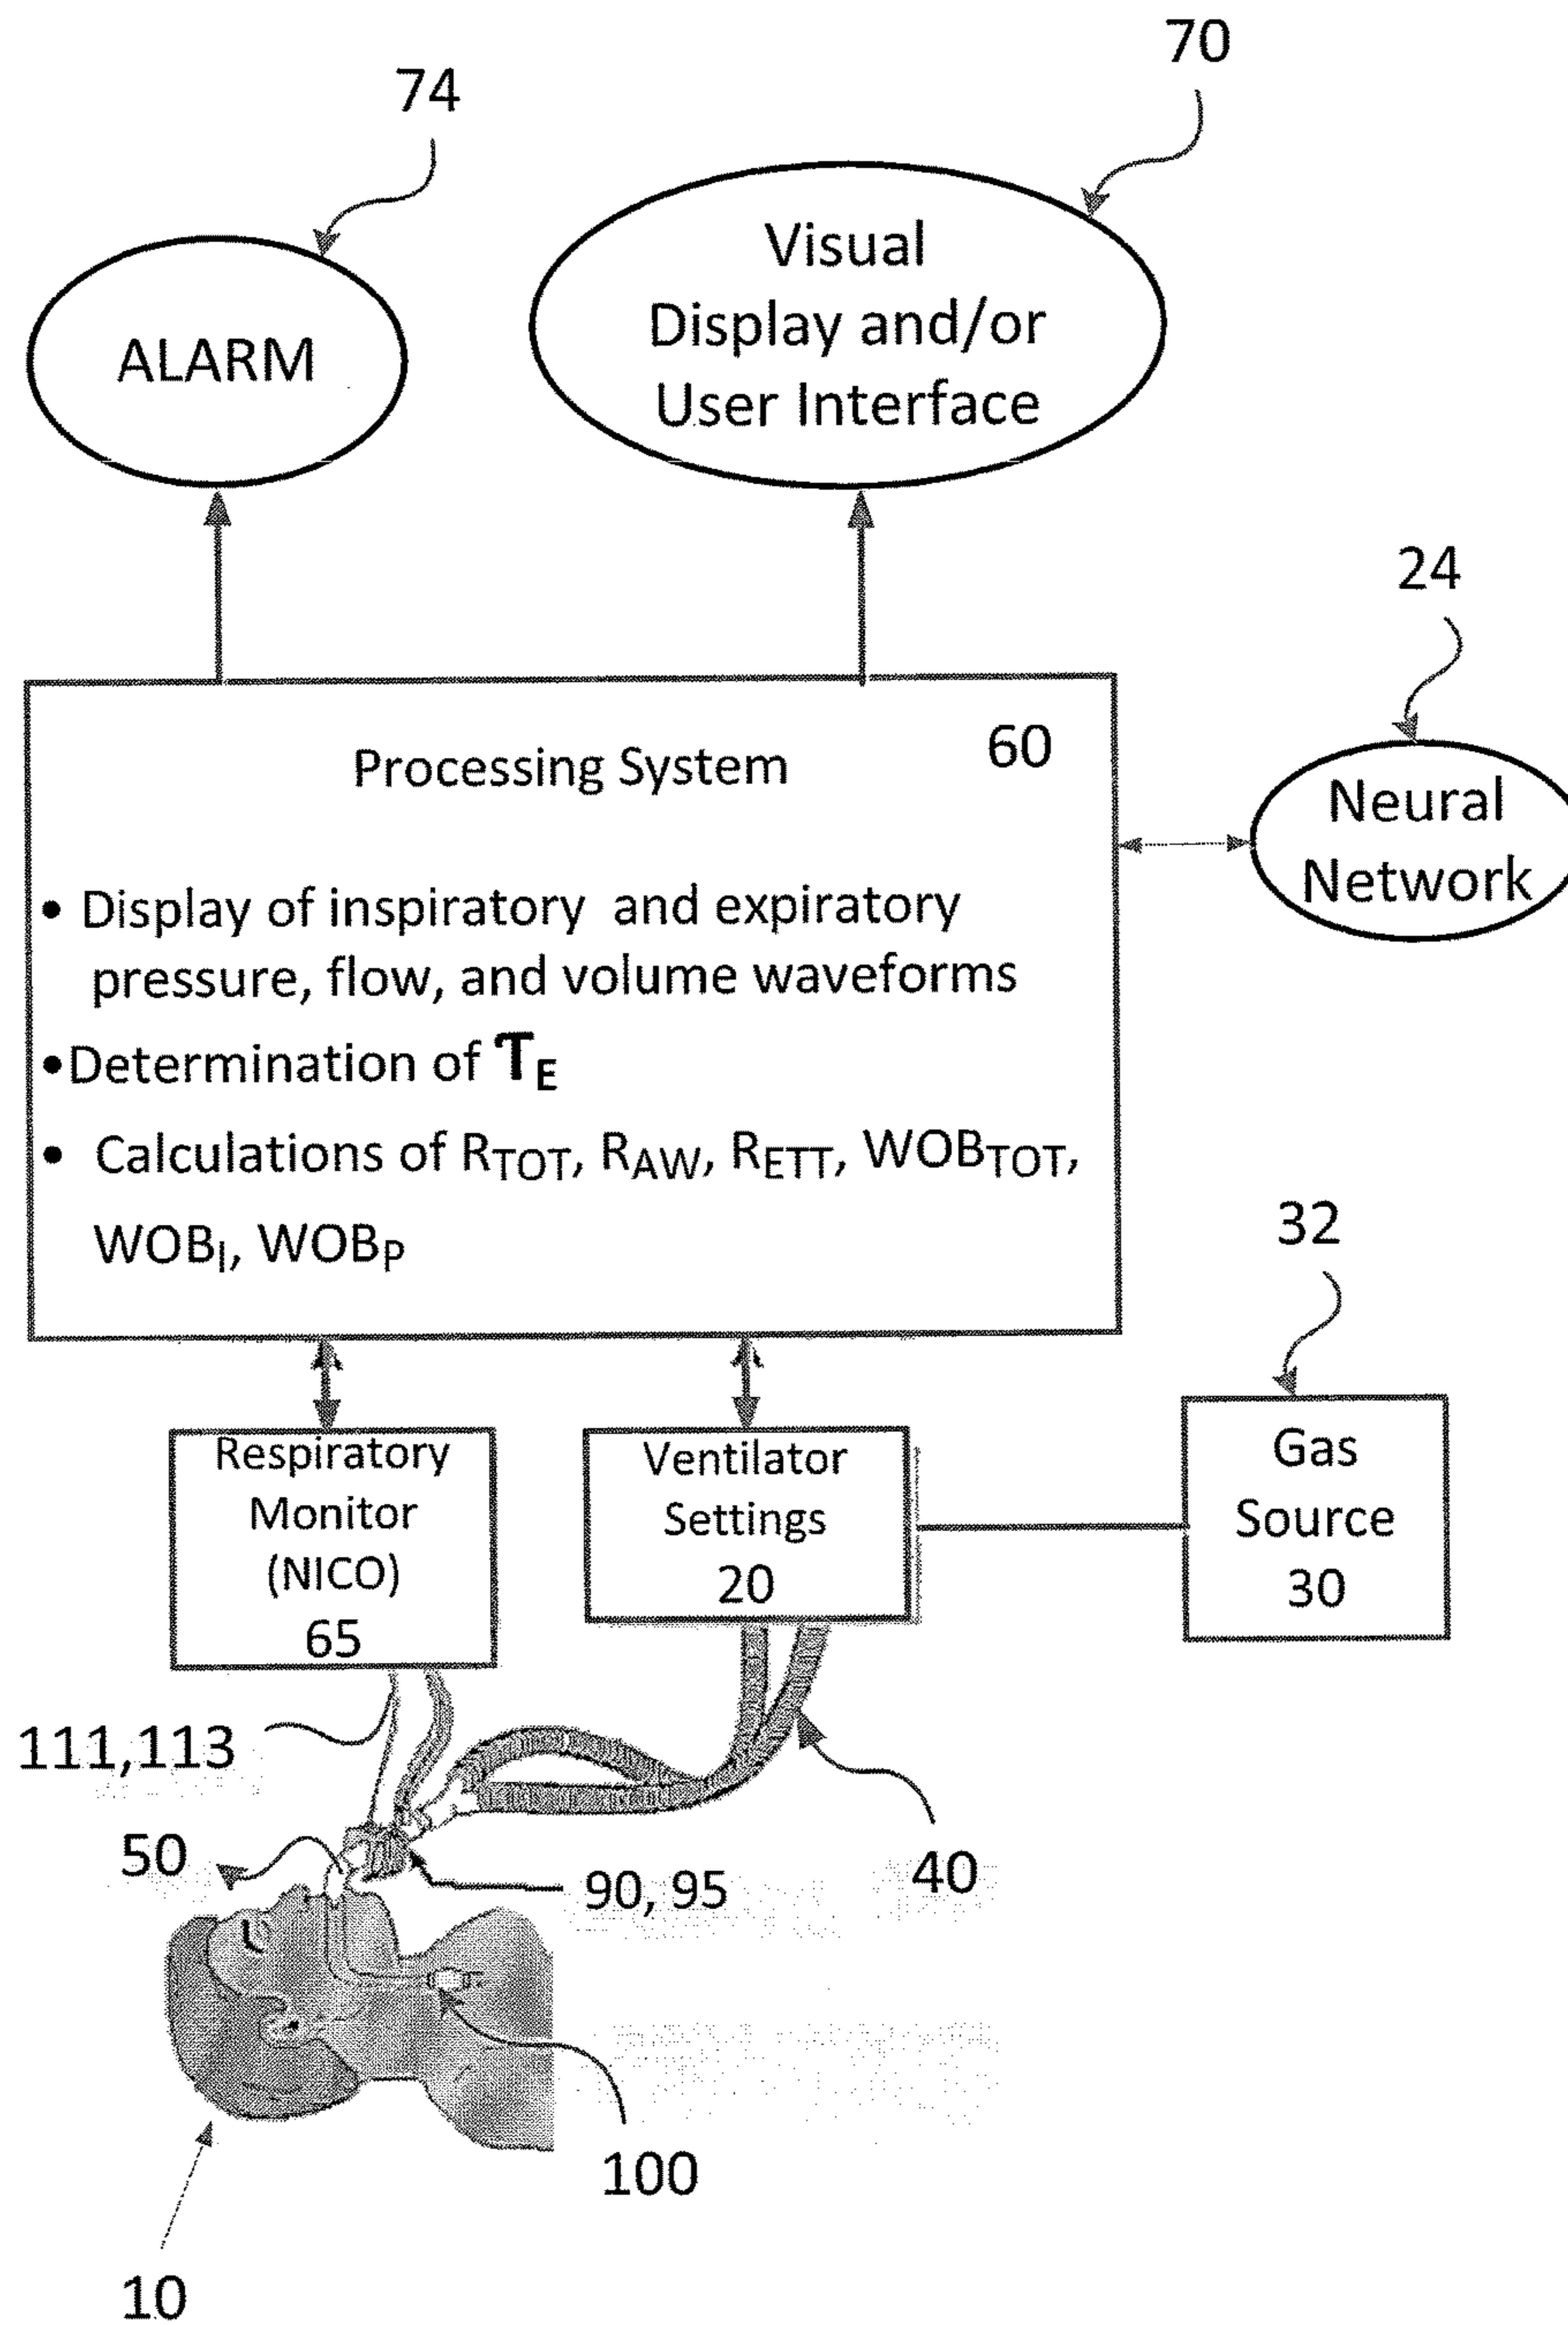 70
74
Visual
Display and/or
User Interface
ALARM
24
60
Processing System
Neural
Network
• Display of inspiratory and expiratory
pressure, flow, and volume waveforms
•Determination of ƬE
• Calculations of RTOT, RAW, RETT, WOBTOT,
WOBI, WOBP
32
Respiratory
Monitor
(NICO)
65
Ventilator
Settings
20
Gas
Source
30
111,113
50
90, 95
40
100
10